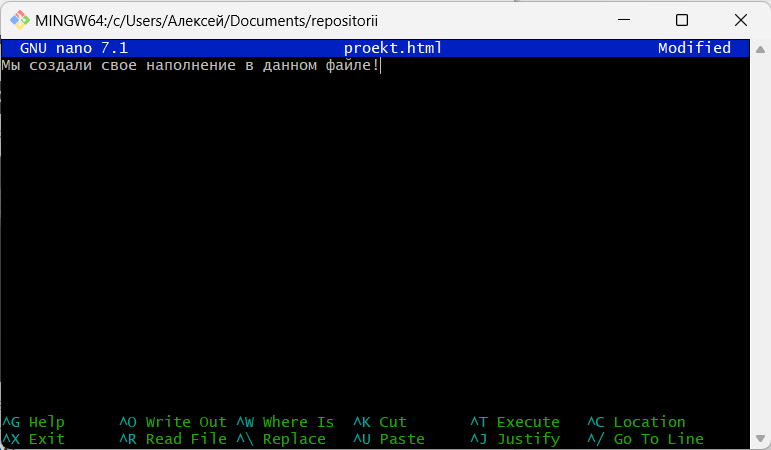 MINGW64:/c/Users/Алексей/Documents/repositorii
GNU nano 7.1 proekt.html Modified
Мы создали свое наполнение в данном файле!
^G Help ^O Write Out ^W Where Is ^K Cut ^T Execute ^C Location
^X Exit ^R Read File ^\ Replace ^U Paste ^J Justify ^/ Go To Line